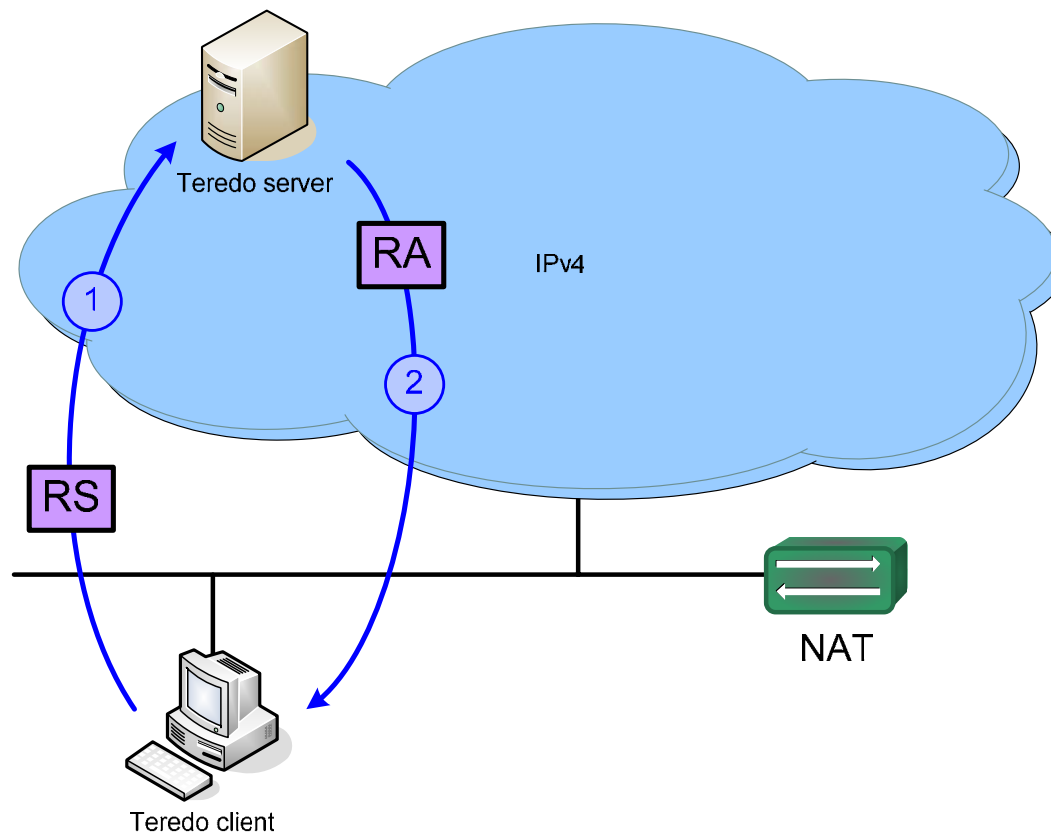 Teredo server
RA
IPv4
1
2
RS
NAT
Teredo client